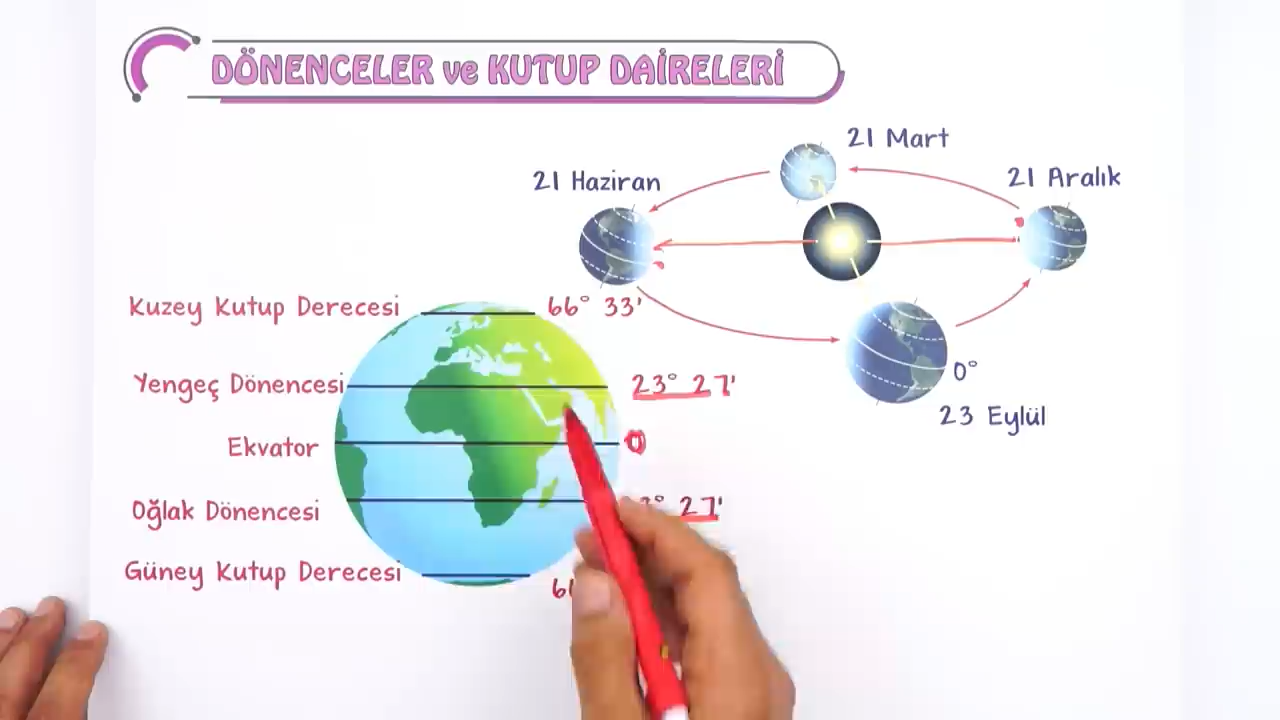 DÖNENCELER ve KUTUP DAİRELERİ
21 Mart
21 Haziran
21 Aralık
Kuzey Kutup Derecesi 66° 33'
Yengeç Dönencesi 23° 27'
0°
23 Eylül
Ekvator 0
Oğlak Dönencesi 27'
Güney Kutup Derecesi